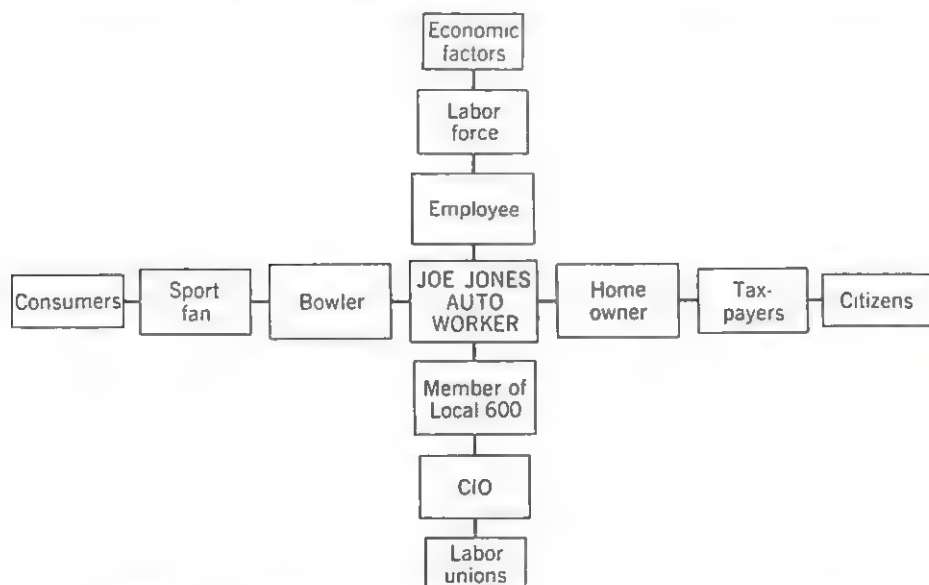 Economic
factors
Labor
force
Employee
Consumers
Sport
fan
Bowler
JOE JONES
AUTO
WORKER
Home
owner
Tax-
payers
Citizens
Member of
Local 600
CIO
Labor
unions